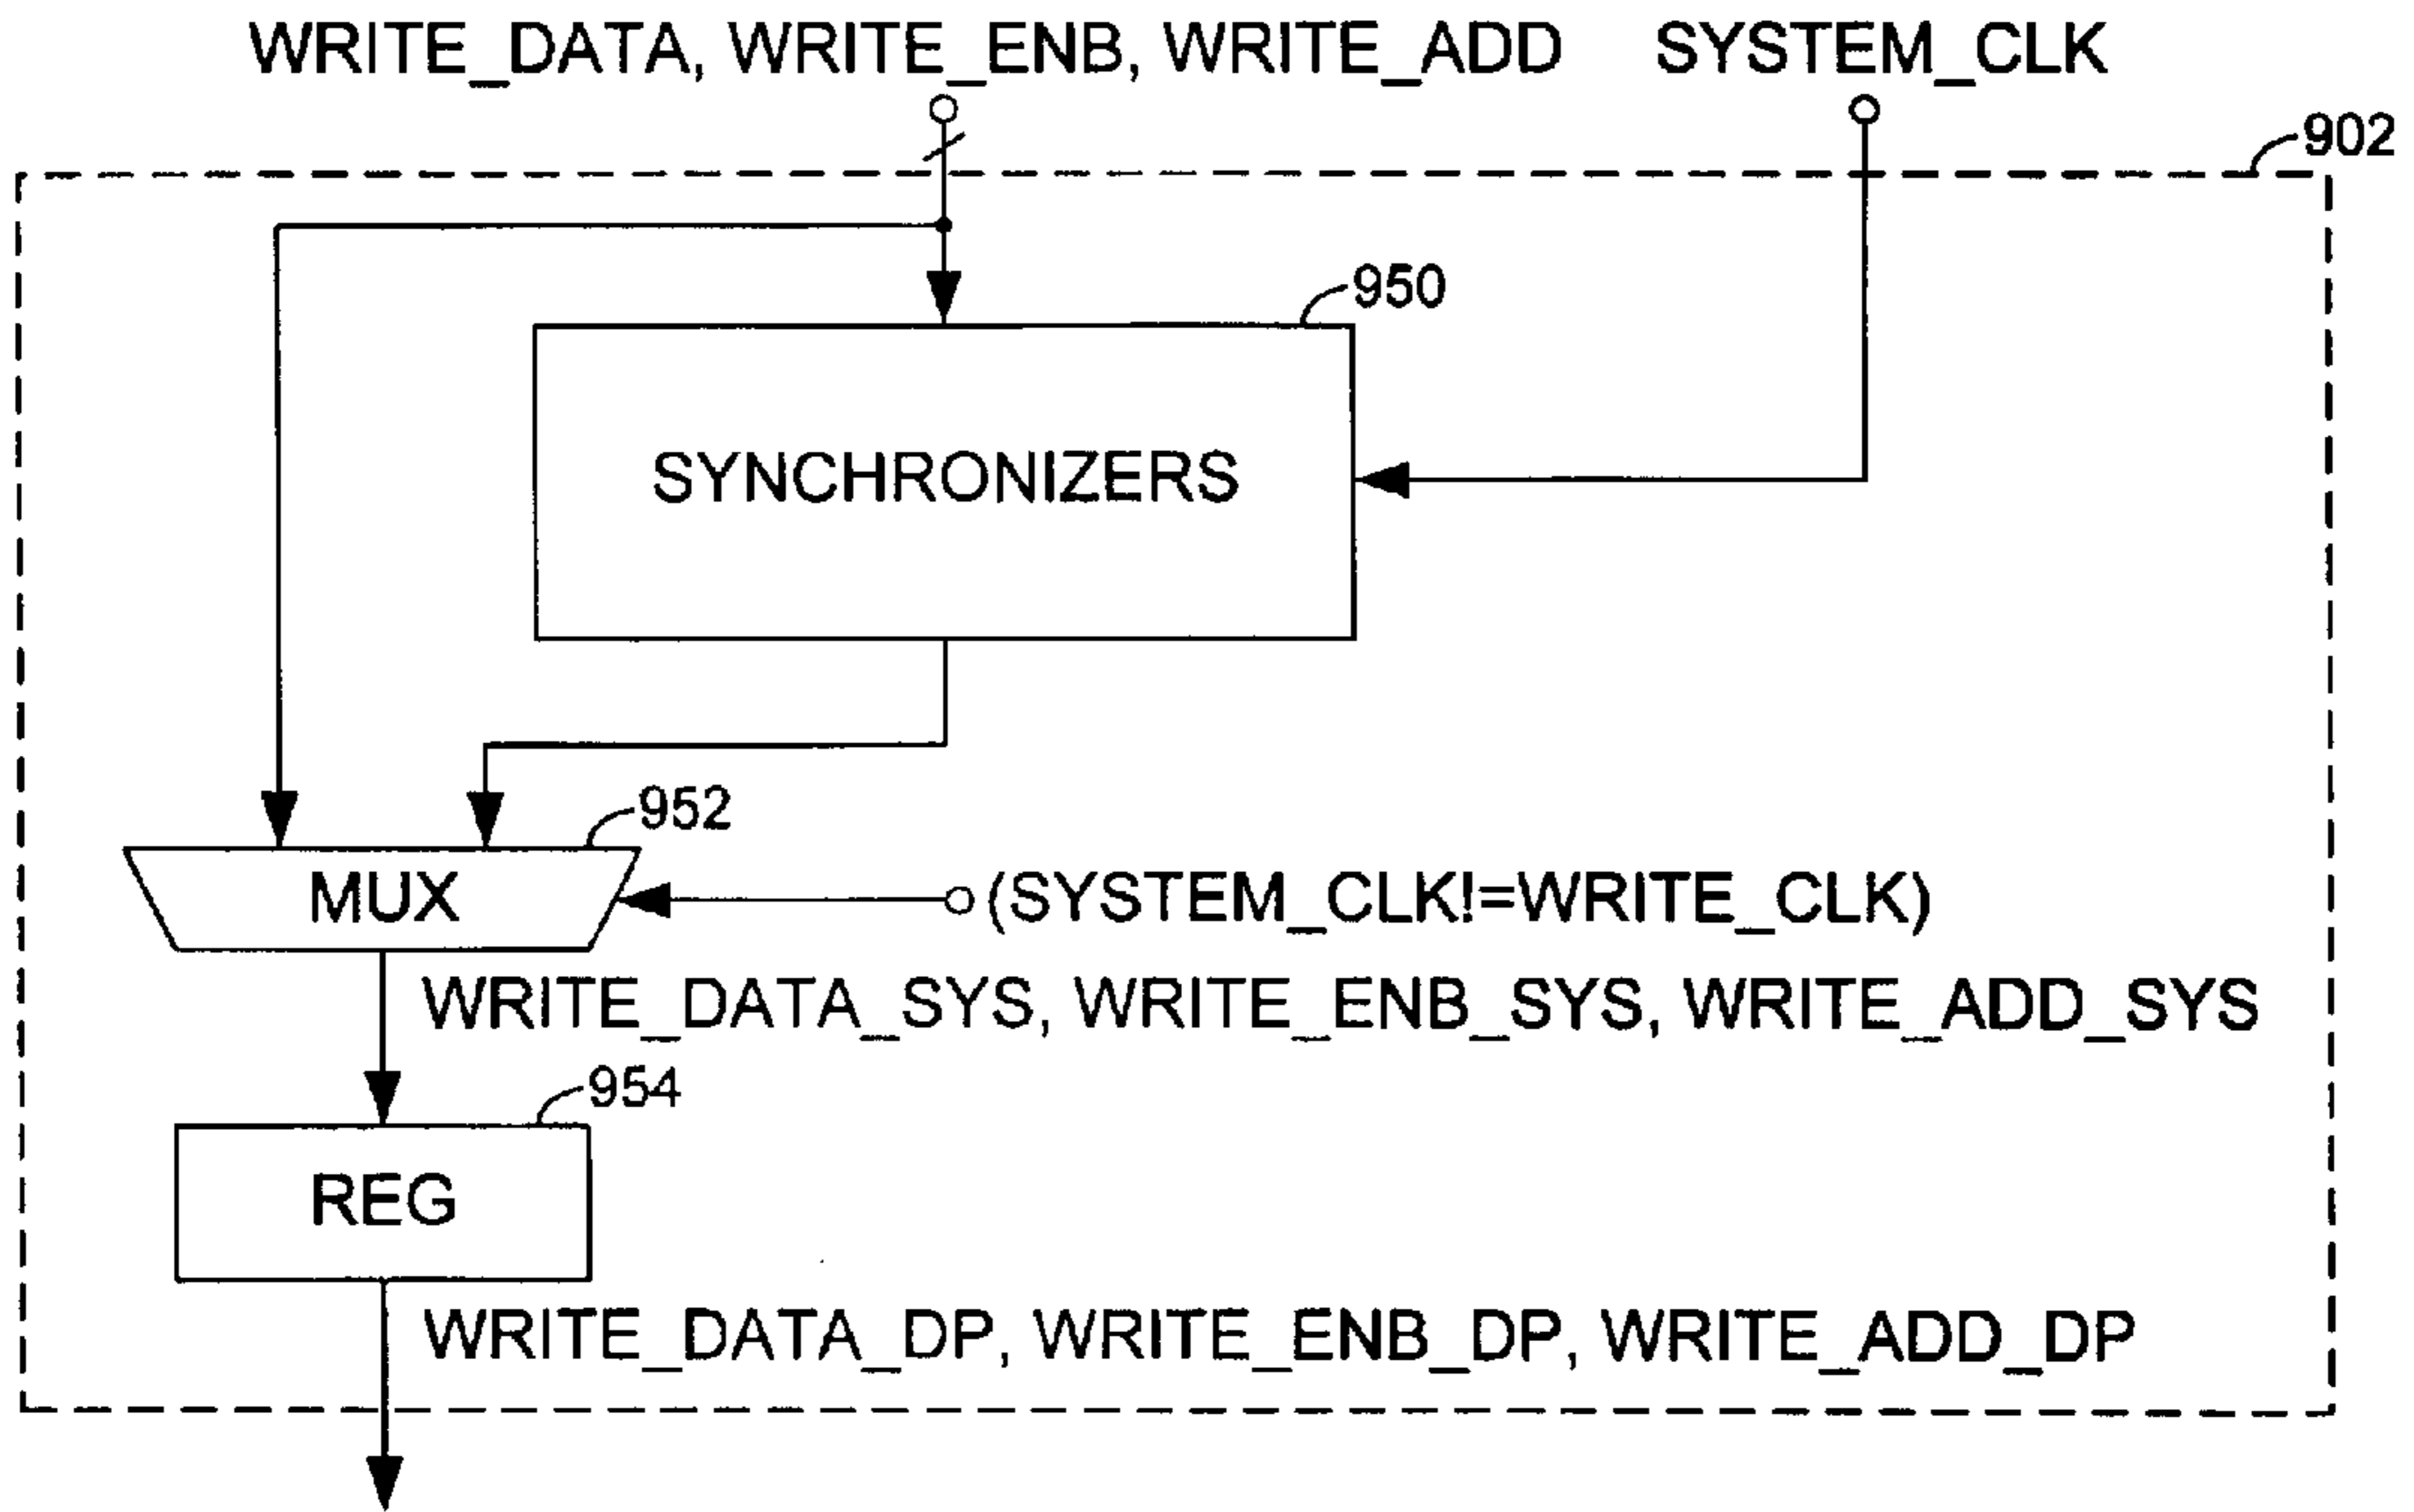 WRITE_DATA, WRITE_ENB, WRITE_ADD SYSTEM_CLK
902
950
SYNCHRONIZERS
952
MUX
(SYSTEM_CLK!=WRITE_CLK)
WRITE_DATA_SYS, WRITE_ENB_SYS, WRITE_ADD_SYS
954
REG
WRITE_DATA_DP, WRITE_ENB_DP, WRITE_ADD_DP